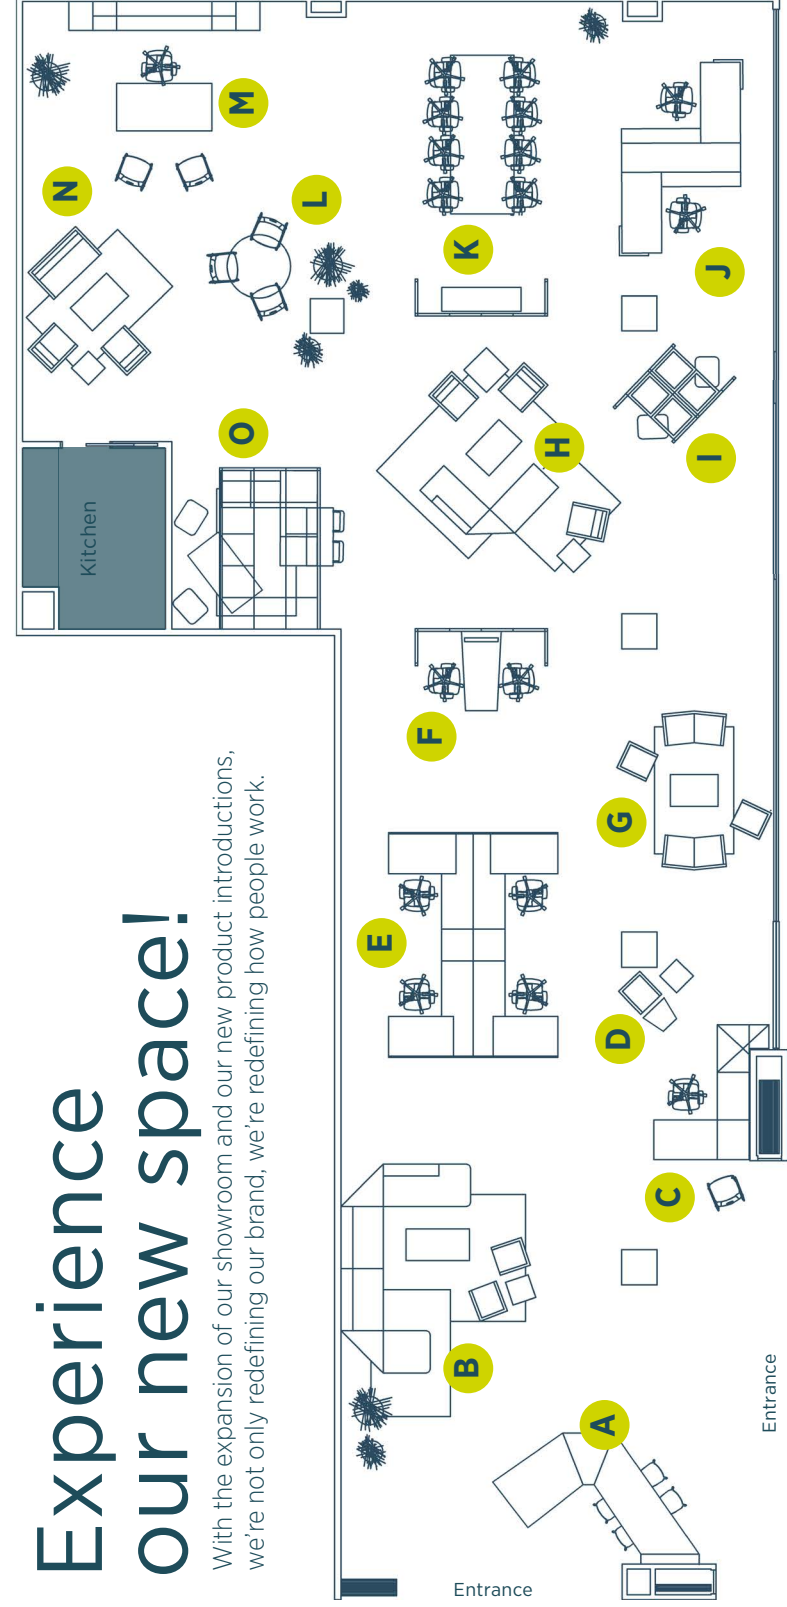 Experience
our new space!
With the expansion of our showroom and our new product introductions,
we’re not only redefining our brand, we’re redefining how people work.
Kitchen
N
M
L
O
K
J
H
I
F
G
E
D
C
B
A
Entrance
Entrance